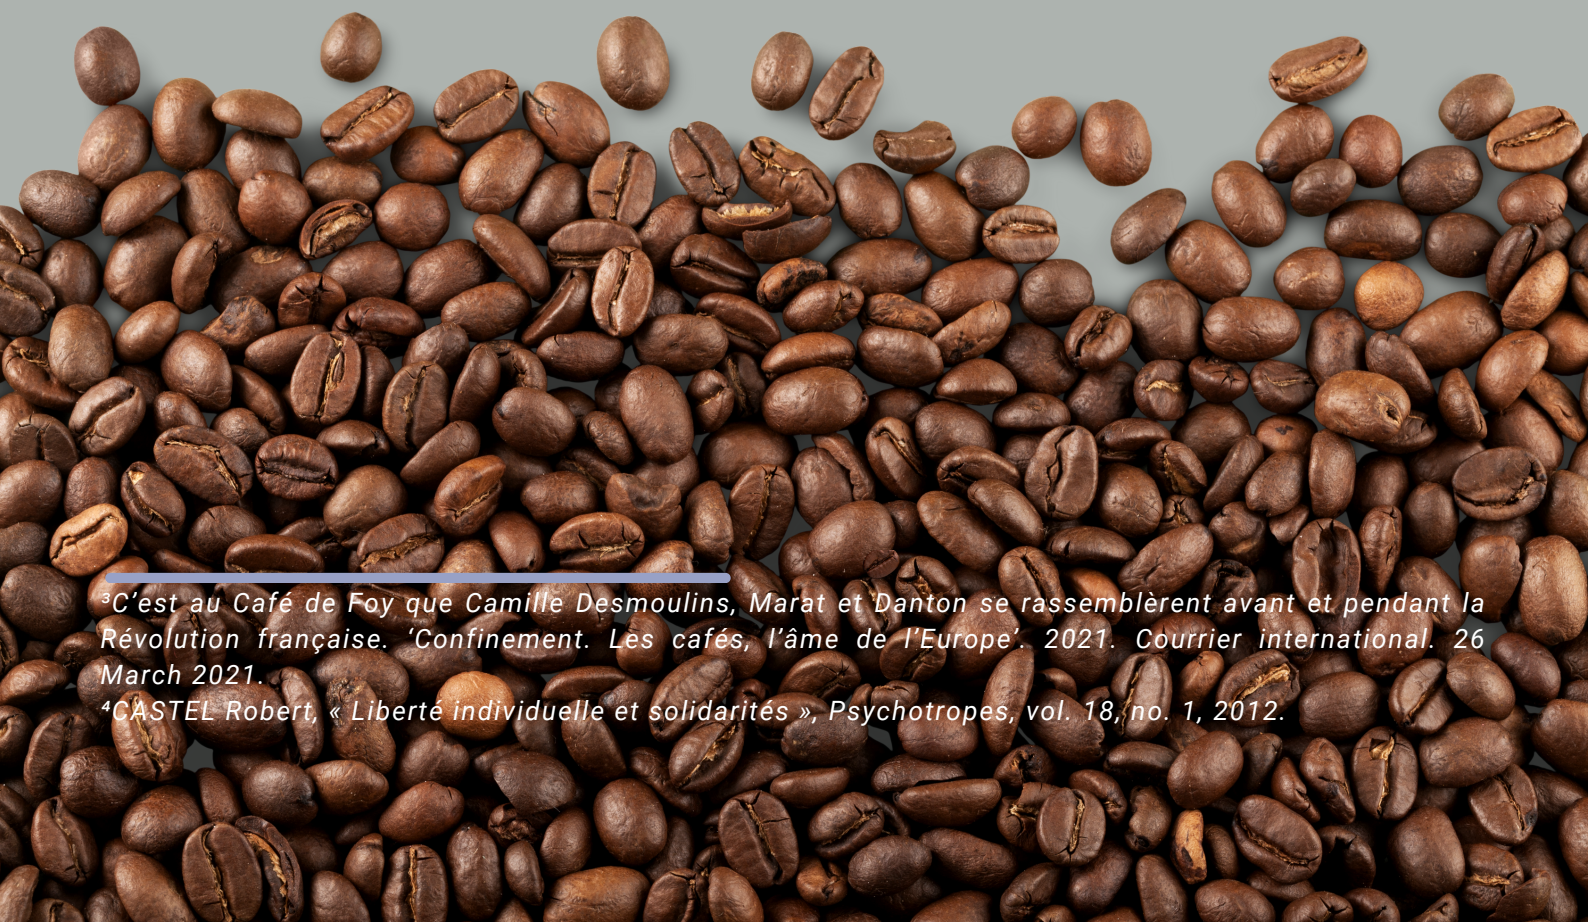 ³C’est au Café de Foy que Camille Desmoulins, Marat et Danton se rassemblèrent avant et pendant la
Révolution française. ‘Confinement. Les cafés, l’âme de l’Europe’. 2021. Courrier international. 26
March 2021.
⁴CASTEL Robert, « Liberté individuelle et solidarités », Psychotropes, vol. 18, no. 1, 2012.